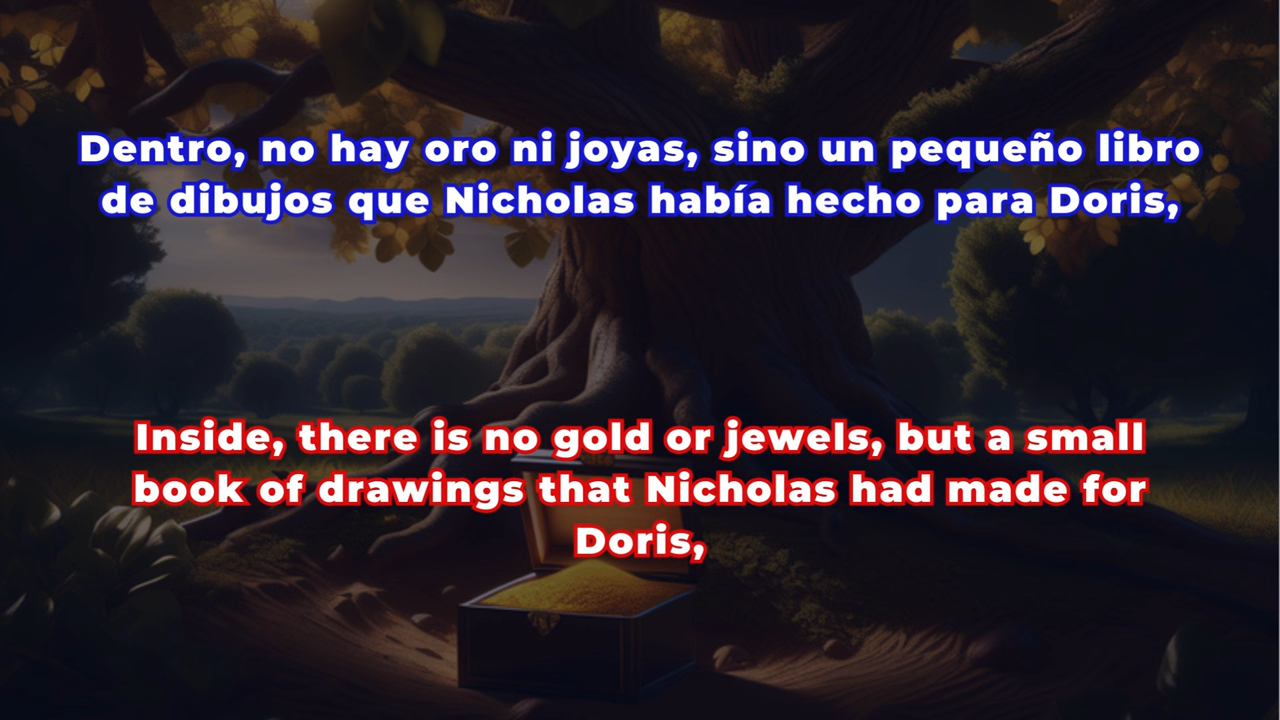 Dentro, no hay oro ni joyas, sino un pequeño libro
de dibujos que Nicholas había hecho para Doris,
Inside, there is no gold or jewels, but a small
book of drawings that Nicholas had made for
Doris,